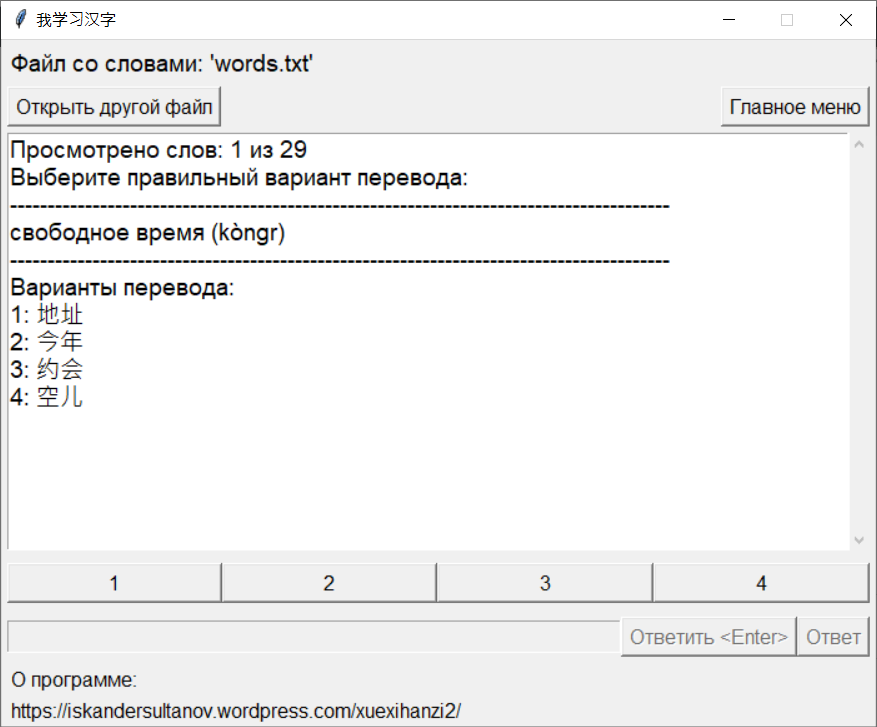 我学习汉字
Файл со словами: 'words.txt'
Открыть другой файл Главное меню
Просмотрено слов: 1 из 29
Выберите правильный вариант перевода:
----------------------------------------------------------------------------------------
свободное время (kòngr)
----------------------------------------------------------------------------------------
Варианты перевода:
1: 地址
2: 今年
3: 约会
4: 空儿
1 2 3 4
Ответить <Enter> Ответ
О программе:
https://iskandersultanov.wordpress.com/xuexihanzi2/